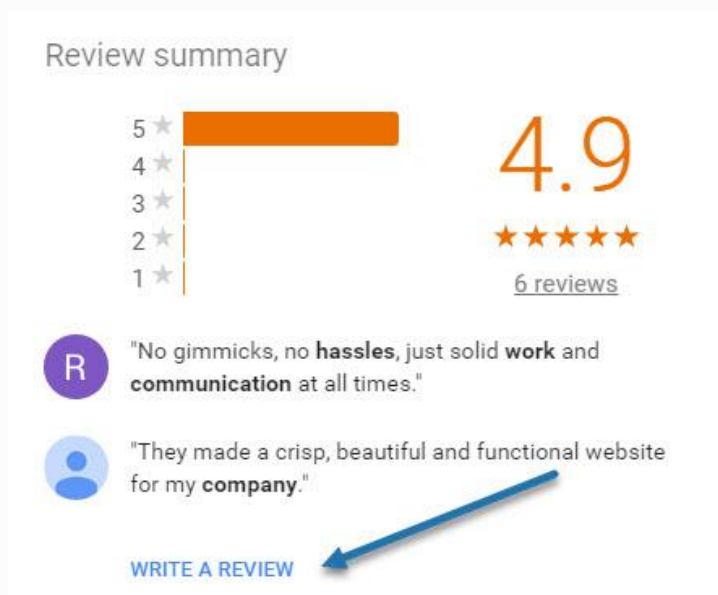 Review summary
5
4
3
2
1
4.9
6 reviews
R
"No gimmicks, no hassles, just solid work and
communication at all times."
"They made a crisp, beautiful and functional website
for my company."
WRITE A REVIEW